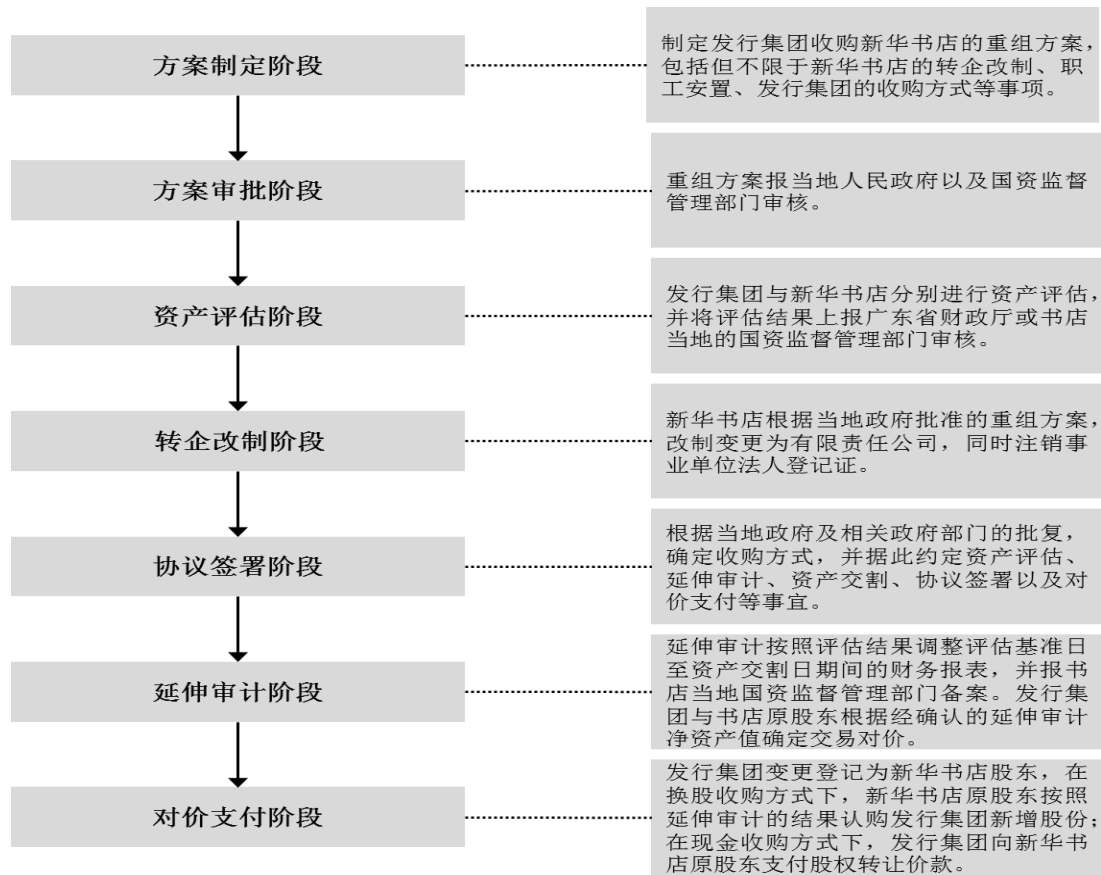 方案制定阶段
制定发行集团收购新华书店的重组方案,
包括但不限于新华书店的转企改制、职
工安置、发行集团的收购方式等事项。
方案审批阶段
重组方案报当地人民政府以及国资监督
管理部门审核。
资产评估阶段
发行集团与新华书店分别进行资产评估,
并将评估结果上报广东省财政厅或书店
当地的国资监督管理部门审核。
转企改制阶段
新华书店根据当地政府批准的重组方案,
改制变更为有限责任公司，同时注销事
业单位法人登记证。
协议签署阶段
根据当地政府及相关政府部门的批复，
确定收购方式，并据此约定资产评估、
延伸审计、资产交割、协议签署以及对
价支付等事宜。
延伸审计阶段
延伸审计按照评估结果调整评估基准日
至资产交割日期间的财务报表，并报书
店当地国资监督管理部门备案。发行集
团与书店原股东根据经确认的延伸审计
净资产值确定交易对价。
对价支付阶段
发行集团变更登记为新华书店股东，在
换股收购方式下，新华书店原股东按照
延伸审计的结果认购发行集团新增股份;
在现金收购方式下，发行集团向新华书
店原股东支付股权转让价款。